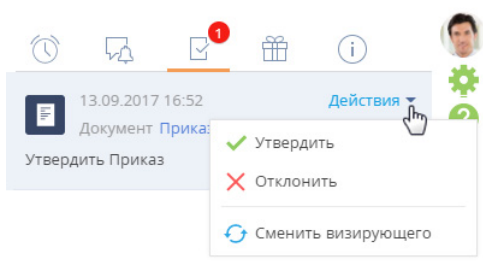 1
13.09.2017 16:52 Действия
Документ Приказ
Утвердить Приказ
Утвердить
Отклонить
Сменить визирующего